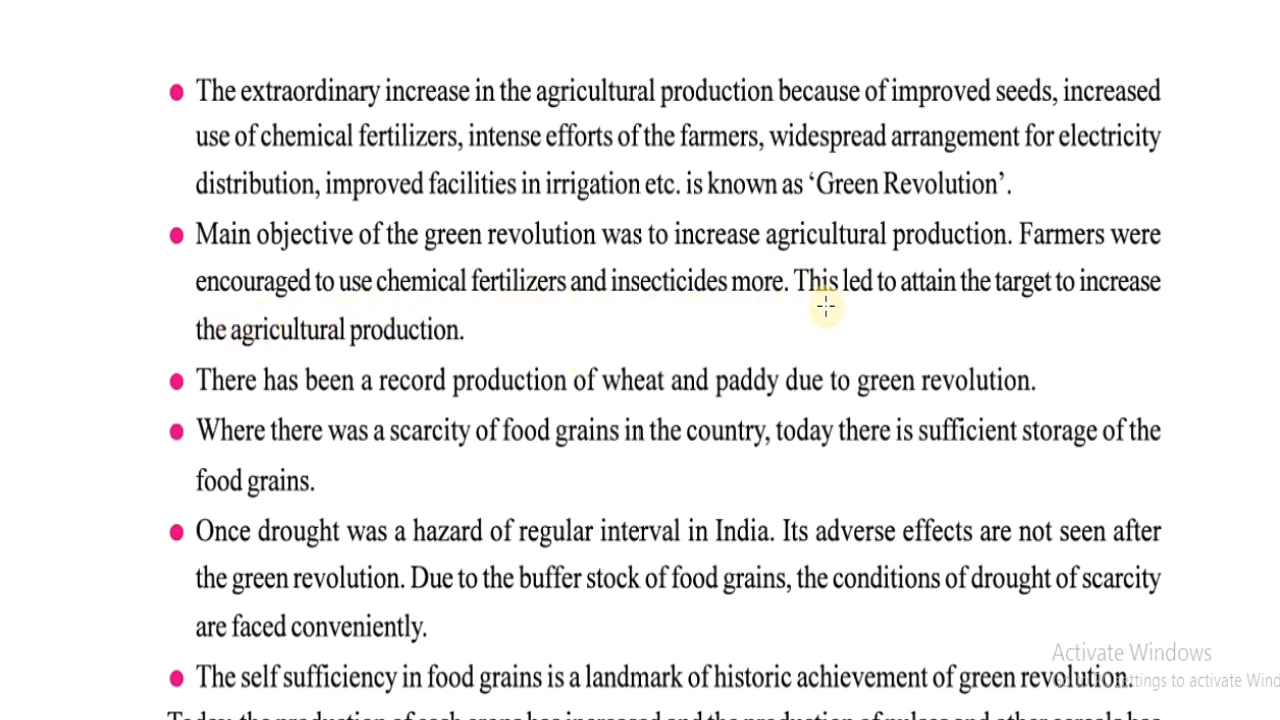 The extraordinary increase in the agricultural production because of improved seeds, increased
use of chemical fertilizers, intense efforts of the farmers, widespread arrangement for electricity
distribution, improved facilities in irrigation etc. is known as ‘Green Revolution’.
Main objective of the green revolution was to increase agricultural production. Farmers were
encouraged to use chemical fertilizers and insecticides more. This led to attain the target to increase
the agricultural production.
There has been a record production of wheat and paddy due to green revolution.
Where there was a scarcity of food grains in the country, today there is sufficient storage of the
food grains.
Once drought was a hazard of regular interval in India. Its adverse effects are not seen after
the green revolution. Due to the buffer stock of food grains, the conditions of drought of scarcity
are faced conveniently.
Activate Windows
The self sufficiency in food grains is a landmark of historic achievement of green revolution.
to activate